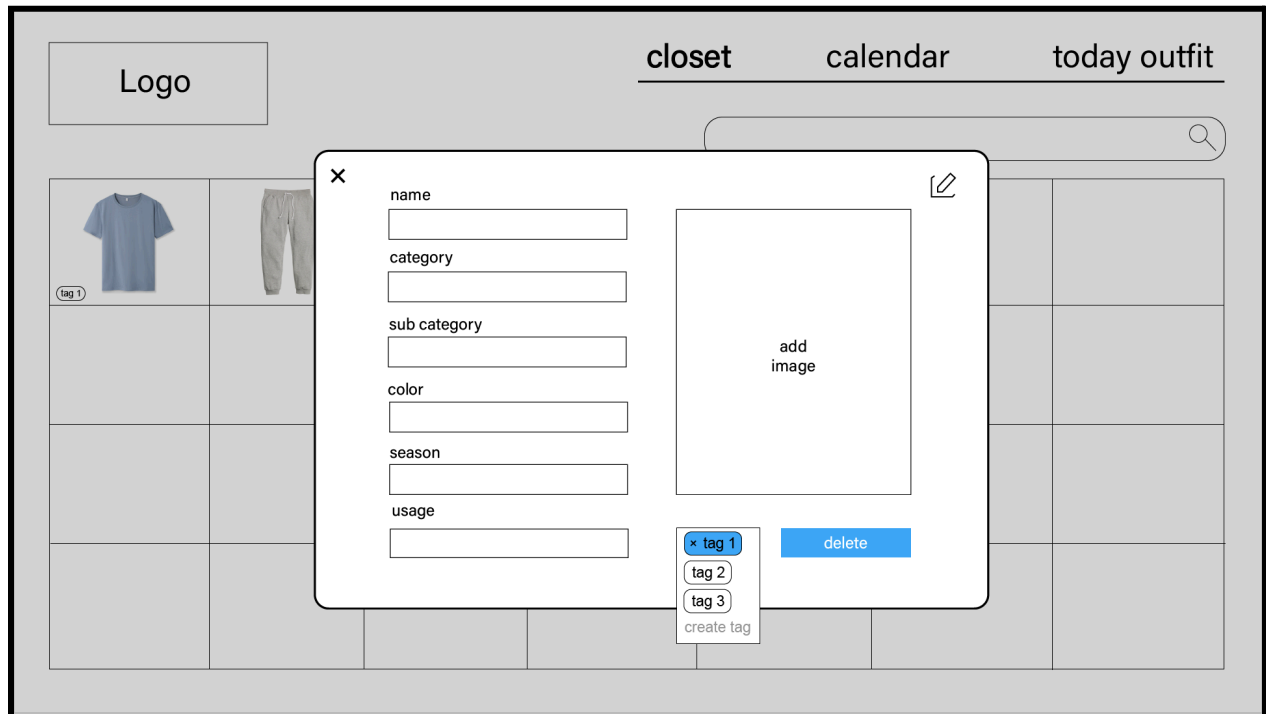 Logo
closet
calendar
today outfit
tag 1
name
category
sub category
color
season
usage
add
image
× tag 1
tag 2
tag 3
create tag
delete